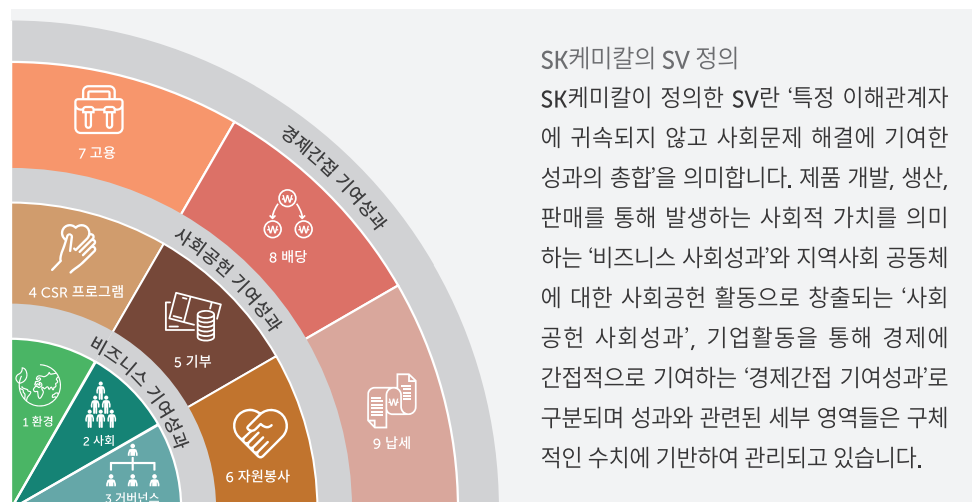 경제간접 기여성과
7 고용
8 배당
9 납세
사회공헌 기여성과
4 CSR 프로그램
5 기부
6 자원봉사
비즈니스 기여성과
1 환경
2 사회
3 거버넌스
SK케미칼의 SV 정의
SK케미칼이 정의한 SV란 ‘특정 이해관계자
에 귀속되지 않고 사회문제 해결에 기여한
성과의 총합’을 의미합니다. 제품 개발, 생산,
판매를 통해 발생하는 사회적 가치를 의미
하는 ‘비즈니스 사회성과’와 지역사회 공동체
에 대한 사회공헌 활동으로 창출되는 ‘사회
공헌 사회성과’, 기업활동을 통해 경제에
간접적으로 기여하는 ‘경제간접 기여성과’로
구분되며 성과와 관련된 세부 영역들은 구체
적인 수치에 기반하여 관리되고 있습니다.